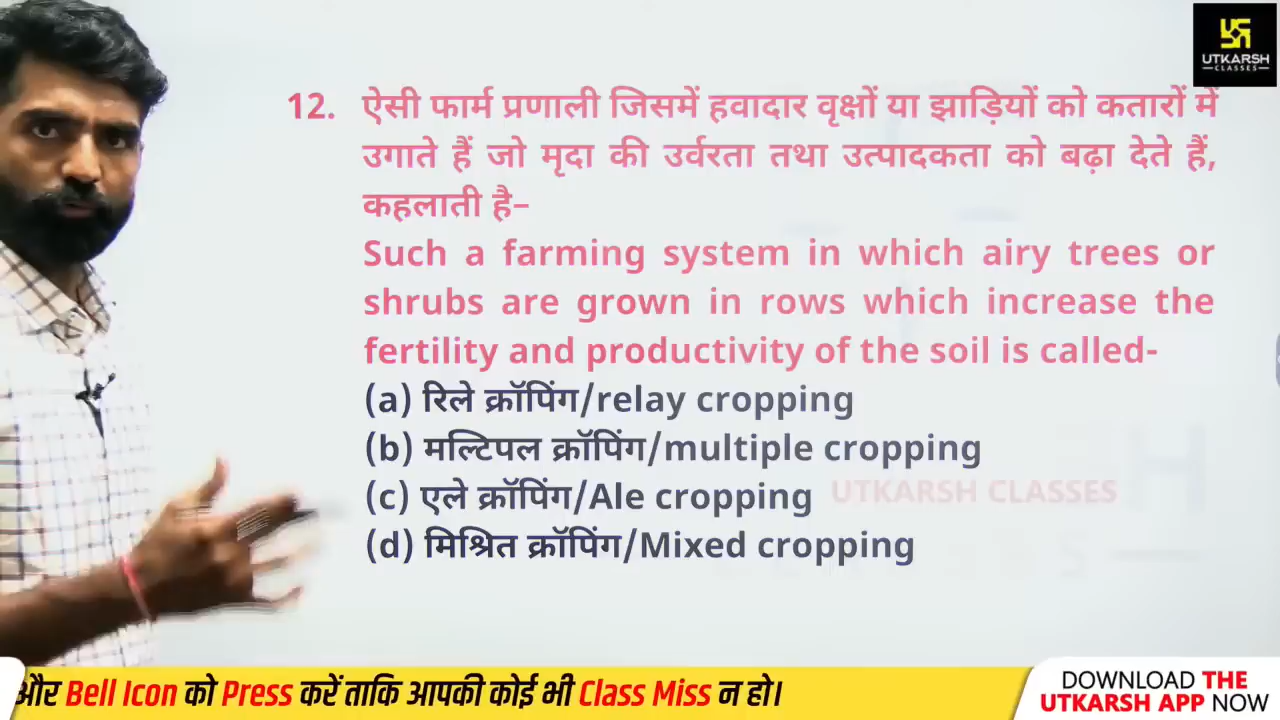 UTKARSH
CLASSES
12. ऐसी फार्म प्रणाली जिसमें हवादार वृक्षों या झाड़ियों को कतारों में
उगाते हैं जो मृदा की उर्वरता तथा उत्पादकता को बढ़ा देते हैं,
कहलाती है–
Such a farming system in which airy trees or
shrubs are grown in rows which increase the
fertility and productivity of the soil is called-
(a) रिले क्रॉपिंग/relay cropping
(b) मल्टिपल क्रॉपिंग/multiple cropping
(c) एले क्रॉपिंग/Ale cropping
UTKARSH CLASSES
(d) मिश्रित क्रॉपिंग/Mixed cropping
और Bell Icon को Press करें ताकि आपकी कोई भी Class Miss न हो।
DOWNLOAD THE
UTKARSH APP NOW